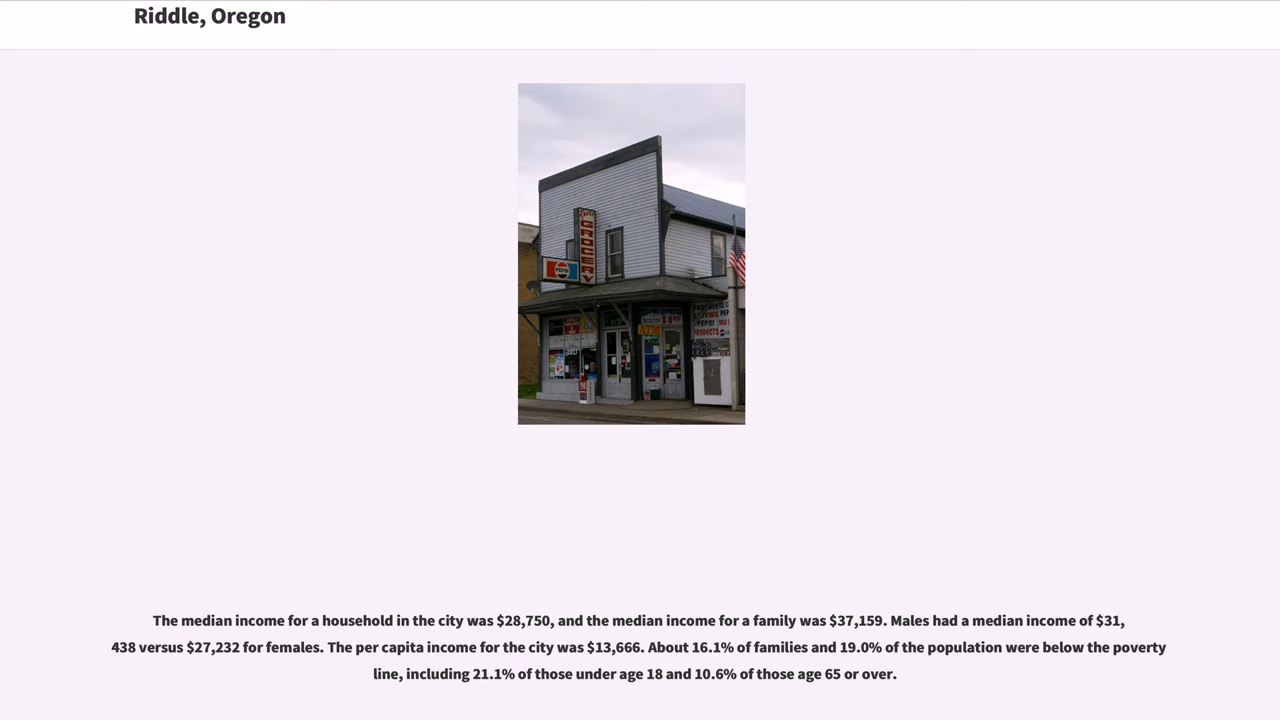 Riddle, Oregon
GROCERY
PEPSI
ATM
PEPSI
PRODUCTS
The median income for a household in the city was $28,750, and the median income for a family was $37,159. Males had a median income of $31,
438 versus $27,232 for females. The per capita income for the city was $13,666. About 16.1% of families and 19.0% of the population were below the poverty
line, including 21.1% of those under age 18 and 10.6% of those age 65 or over.